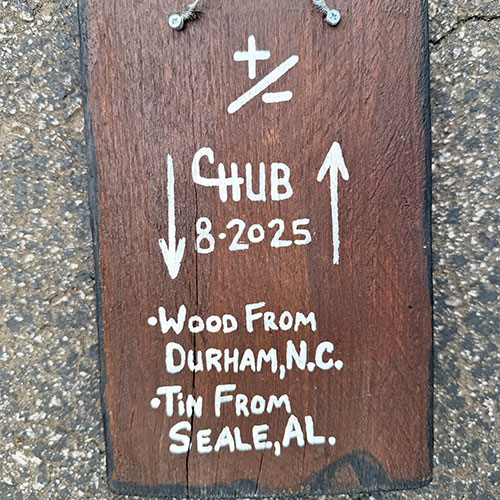 +/-
CHUB
8-2025
•WOOD FROM
DURHAM, N.C.
•TIN FROM
SEALE, AL.